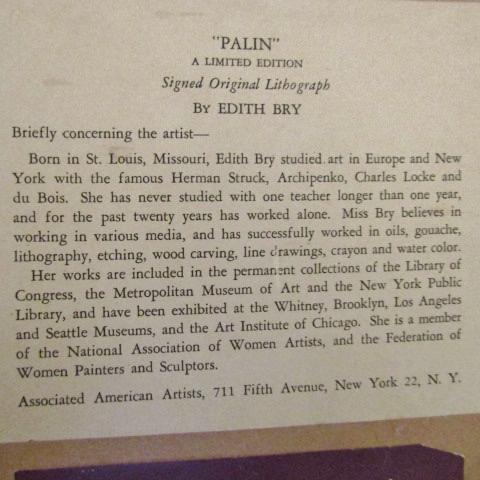 "PALIN"
A LIMITED EDITION
Signed Original Lithograph
By EDITH BRY
Briefly concerning the artist—
Born in St. Louis, Missouri, Edith Bry studied art in Europe and New
York with the famous Herman Struck, Archipenko, Charles Locke and
du Bois. She has never studied with one teacher longer than one year,
and for the past twenty years has worked alone. Miss Bry believes in
working in various media, and has successfully worked in oils, gouache,
lithography, etching, wood carving, line drawings, crayon and water color.
Her works are included in the permanent collections of the Library of
Congress, the Metropolitan Museum of Art and the New York Public
Library, and have been exhibited at the Whitney, Brooklyn, Los Angeles
and Seattle Museums, and the Art Institute of Chicago. She is a member
of the National Association of Women Artists, and the Federation of
Women Painters and Sculptors.
Associated American Artists, 711 Fifth Avenue, New York 22, N. Y.